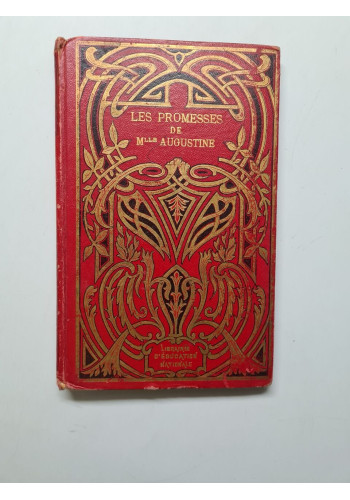 LES PROMESSES
DE
MLLE AUGUSTINE
LIBRAIRIE
D'ÉDUCATION
NATIONALE